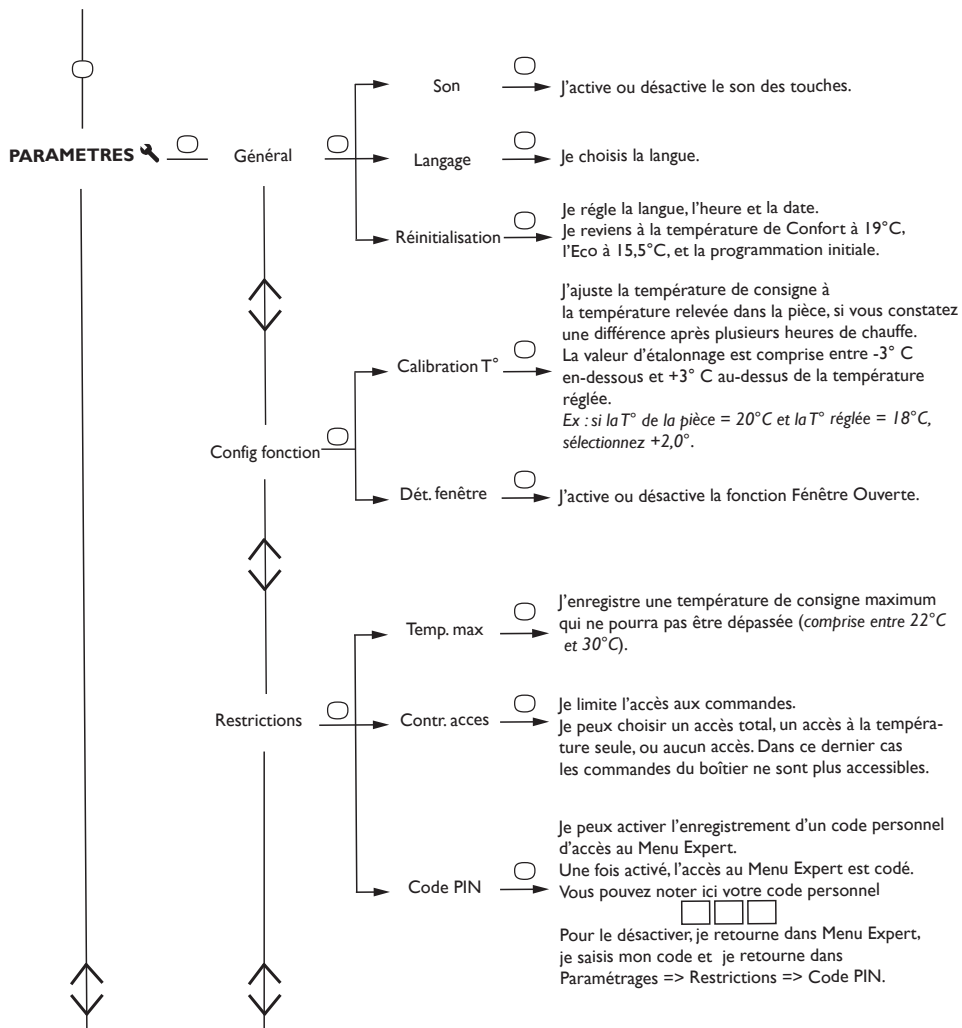 Son
J'active ou désactive le son des touches.
PARAMETRES
Général
Langage
Je choisis la langue.
Réinitialisation
Je régle la langue, l'heure et la date.
Je reviens à la température de Confort à 19°C,
l'Eco à 15,5°C, et la programmation initiale.
Config fonction
Calibration T°
J'ajuste la température de consigne à
la température relevée dans la pièce, si vous constatez
une différence après plusieurs heures de chauffe.
La valeur d'étalonnage est comprise entre -3° C
en-dessous et +3° C au-dessus de la température
réglée.
Ex : si la T° de la pièce = 20°C et la T° réglée = 18°C,
sélectionnez +2,0°.
Dét. fenêtre
J'active ou désactive la fonction Fénêtre Ouverte.
Restrictions
Temp. max
J'enregistre une température de consigne maximum
qui ne pourra pas être dépassée (comprise entre 22°C
et 30°C).
Contr. acces
Je limite l'accès aux commandes.
Je peux choisir un accès total, un accès à la tempéra-
ture seule, ou aucun accès. Dans ce dernier cas
les commandes du boîtier ne sont plus accessibles.
Code PIN
Je peux activer l'enregistrement d'un code personnel
d'accès au Menu Expert.
Une fois activé, l'accès au Menu Expert est codé.
Vous pouvez noter ici votre code personnel
Pour le désactiver, je retourne dans Menu Expert,
je saisis mon code et je retourne dans
Paramétrages => Restrictions => Code PIN.